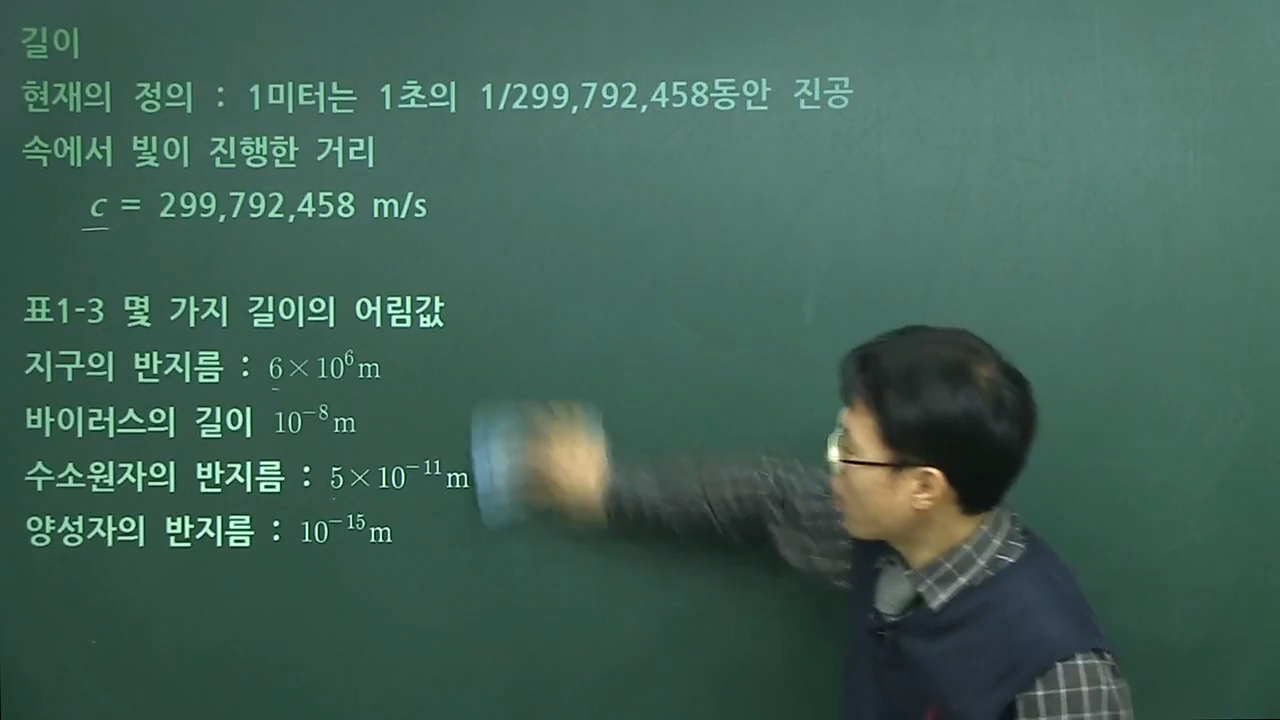 길이
현재의 정의 : 1미터는 1초의 1/299,792,458동안 진공
속에서 빛이 진행한 거리
c = 299,792,458 m/s
표1-3 몇 가지 길이의 어림값
지구의 반지름 : 6×10⁶m
바이러스의 길이 10⁻⁸m
수소원자의 반지름 : 5×10⁻¹¹m
양성자의 반지름 : 10⁻¹⁵m